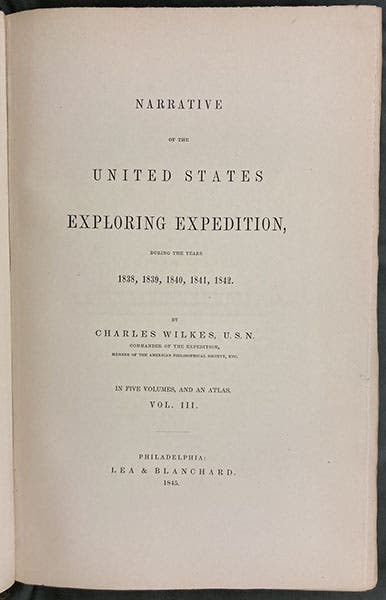 NARRATIVE
OF THE
UNITED STATES
EXPLORING EXPEDITION,
DURING THE YEARS
1838, 1839, 1840, 1841, 1842.
BY
CHARLES WILKES, U.S.N.
COMMANDER OF THE EXPEDITION,
MEMBER OF THE AMERICAN PHILOSOPHICAL SOCIETY, ETC.
IN FIVE VOLUMES, AND AN ATLAS.
VOL. III.
PHILADELPHIA:
LEA & BLANCHARD.
1845.